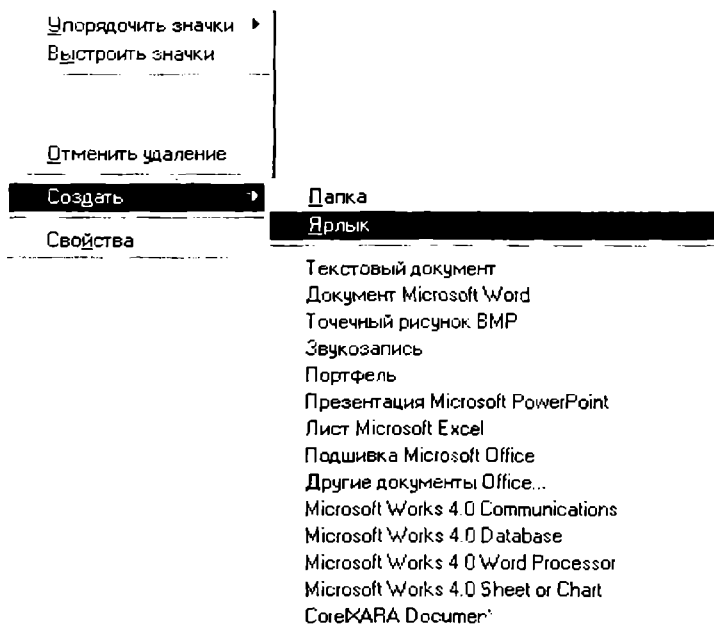 Упорядочить значки
Выстроить значки
Отменить удаление
Создать
Свойства
Папка
Ярлык
Текстовый документ
Документ Microsoft Word
Точечный рисунок BMP
Звукозапись
Портфель
Презентация Microsoft PowerPoint
Лист Microsoft Excel
Подшивка Microsoft Office
Другие документы Office...
Microsoft Works 4.0 Communications
Microsoft Works 4.0 Database
Microsoft Works 4.0 Word Processor
Microsoft Works 4.0 Sheet or Chart
CorelXARA Document